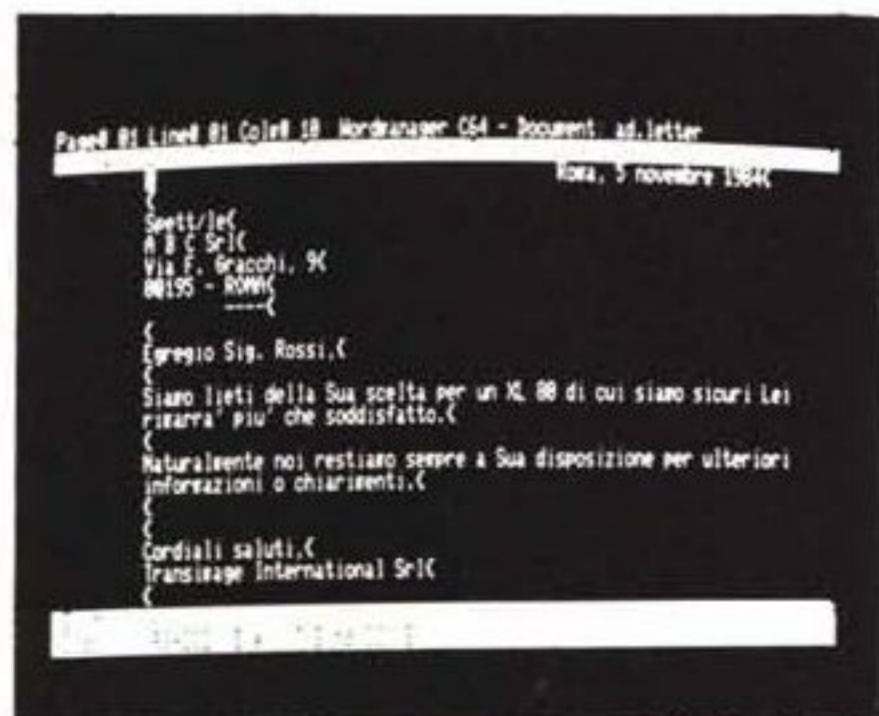 Page# 01 Line# 01 Colm# 10 Wordmanager C64 - Document ad.letter
Roma, 5 novembre 1984{
{
Spett/le{
A B C Srl{
Via F. Gracchi, 9{
00195 - ROMA{
----{
{
Egregio Sig. Rossi,{
{
Siamo lieti della Sua scelta per un XL 80 di cui siamo sicuri Lei
rimarra' piu' che soddisfatto.{
{
Naturalmente noi restiamo sempre a Sua disposizione per ulteriori
informazioni o chiarimenti.{
{
{
Cordiali saluti,{
Transimage International Srl{
{